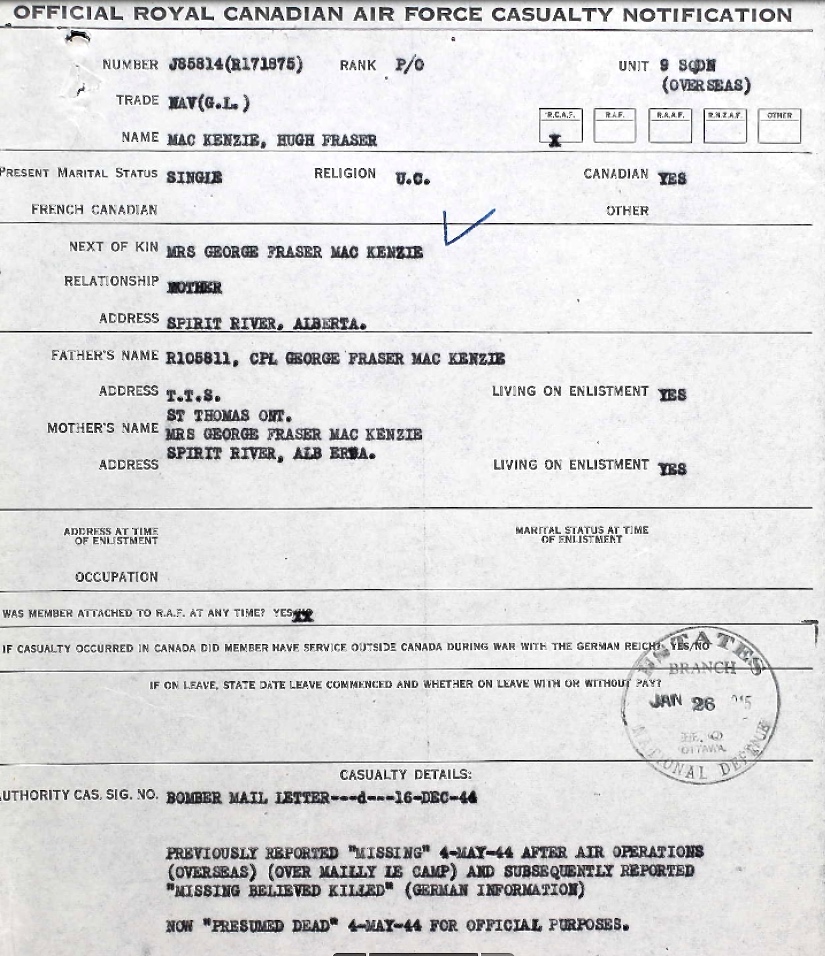 OFFICIAL ROYAL CANADIAN AIR FORCE CASUALTY NOTIFICATION
NUMBER J85814(R171875) RANK P/O UNIT 9 SQDN
(OVERSEAS)
TRADE NAV(G.L.)
R.C.A.F. R.A.F. R.A.A.F. R.N.Z.A.F. OTHER
X
NAME MAC KENZIE, HUGH FRASER
PRESENT MARITAL STATUS SINGLE RELIGION U.C. CANADIAN YES
FRENCH CANADIAN OTHER
NEXT OF KIN MRS GEORGE FRASER MAC KENZIE
RELATIONSHIP MOTHER
ADDRESS SPIRIT RIVER, ALBERTA.
FATHER'S NAME R105811, CPL GEORGE FRASER MAC KENZIE
ADDRESS T.T.S. LIVING ON ENLISTMENT YES
ST THOMAS ONT.
MOTHER'S NAME MRS GEORGE FRASER MAC KENZIE
SPIRIT RIVER, ALB ERTA.
ADDRESS LIVING ON ENLISTMENT YES
ADDRESS AT TIME OF ENLISTMENT MARITAL STATUS AT TIME OF ENLISTMENT
OCCUPATION
WAS MEMBER ATTACHED TO R.A.F. AT ANY TIME? YES
IF CASUALTY OCCURRED IN CANADA DID MEMBER HAVE SERVICE OUTSIDE CANADA DURING WAR WITH THE GERMAN REICH? YES/NO
IF ON LEAVE, STATE DATE LEAVE COMMENCED AND WHETHER ON LEAVE WITH OR WITHOUT PAY?
ESTATES
BRANCH
JAN 26
OTTAWA
NATIONAL DEFENCE
CASUALTY DETAILS:
AUTHORITY CAS. SIG. NO. BOMBER MAIL LETTER---d---16-DEC-44
PREVIOUSLY REPORTED "MISSING" 4-MAY-44 AFTER AIR OPERATIONS
(OVERSEAS) (OVER MAILLY LE CAMP) AND SUBSEQUENTLY REPORTED
"MISSING BELIEVED KILLED" (GERMAN INFORMATION)
NOW "PRESUMED DEAD" 4-MAY-44 FOR OFFICIAL PURPOSES.